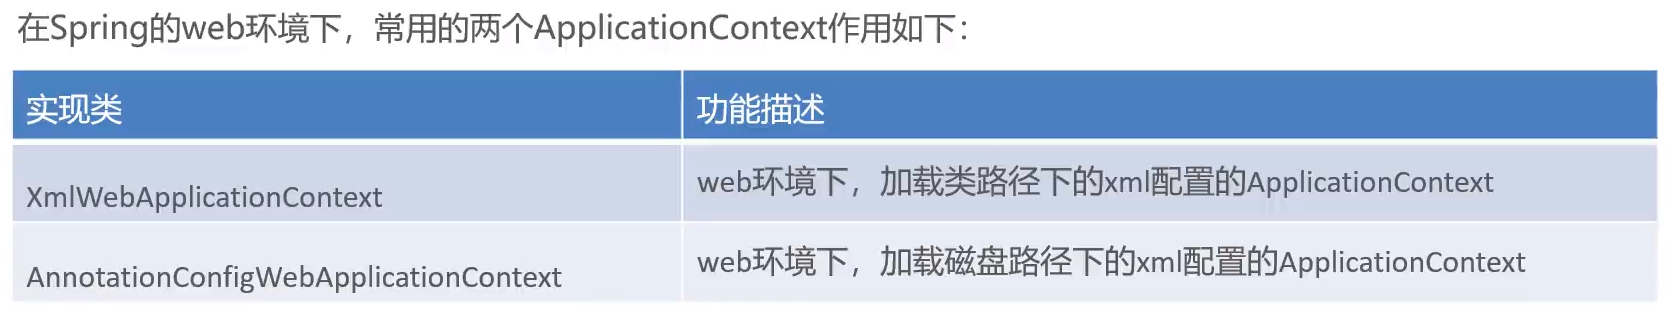 在Spring的web环境下，常用的两个ApplicationContext作用如下：
实现类 功能描述
XmlWebApplicationContext web环境下，加载类路径下的xml配置的ApplicationContext
AnnotationConfigWebApplicationContext web环境下，加载磁盘路径下的xml配置的ApplicationContext